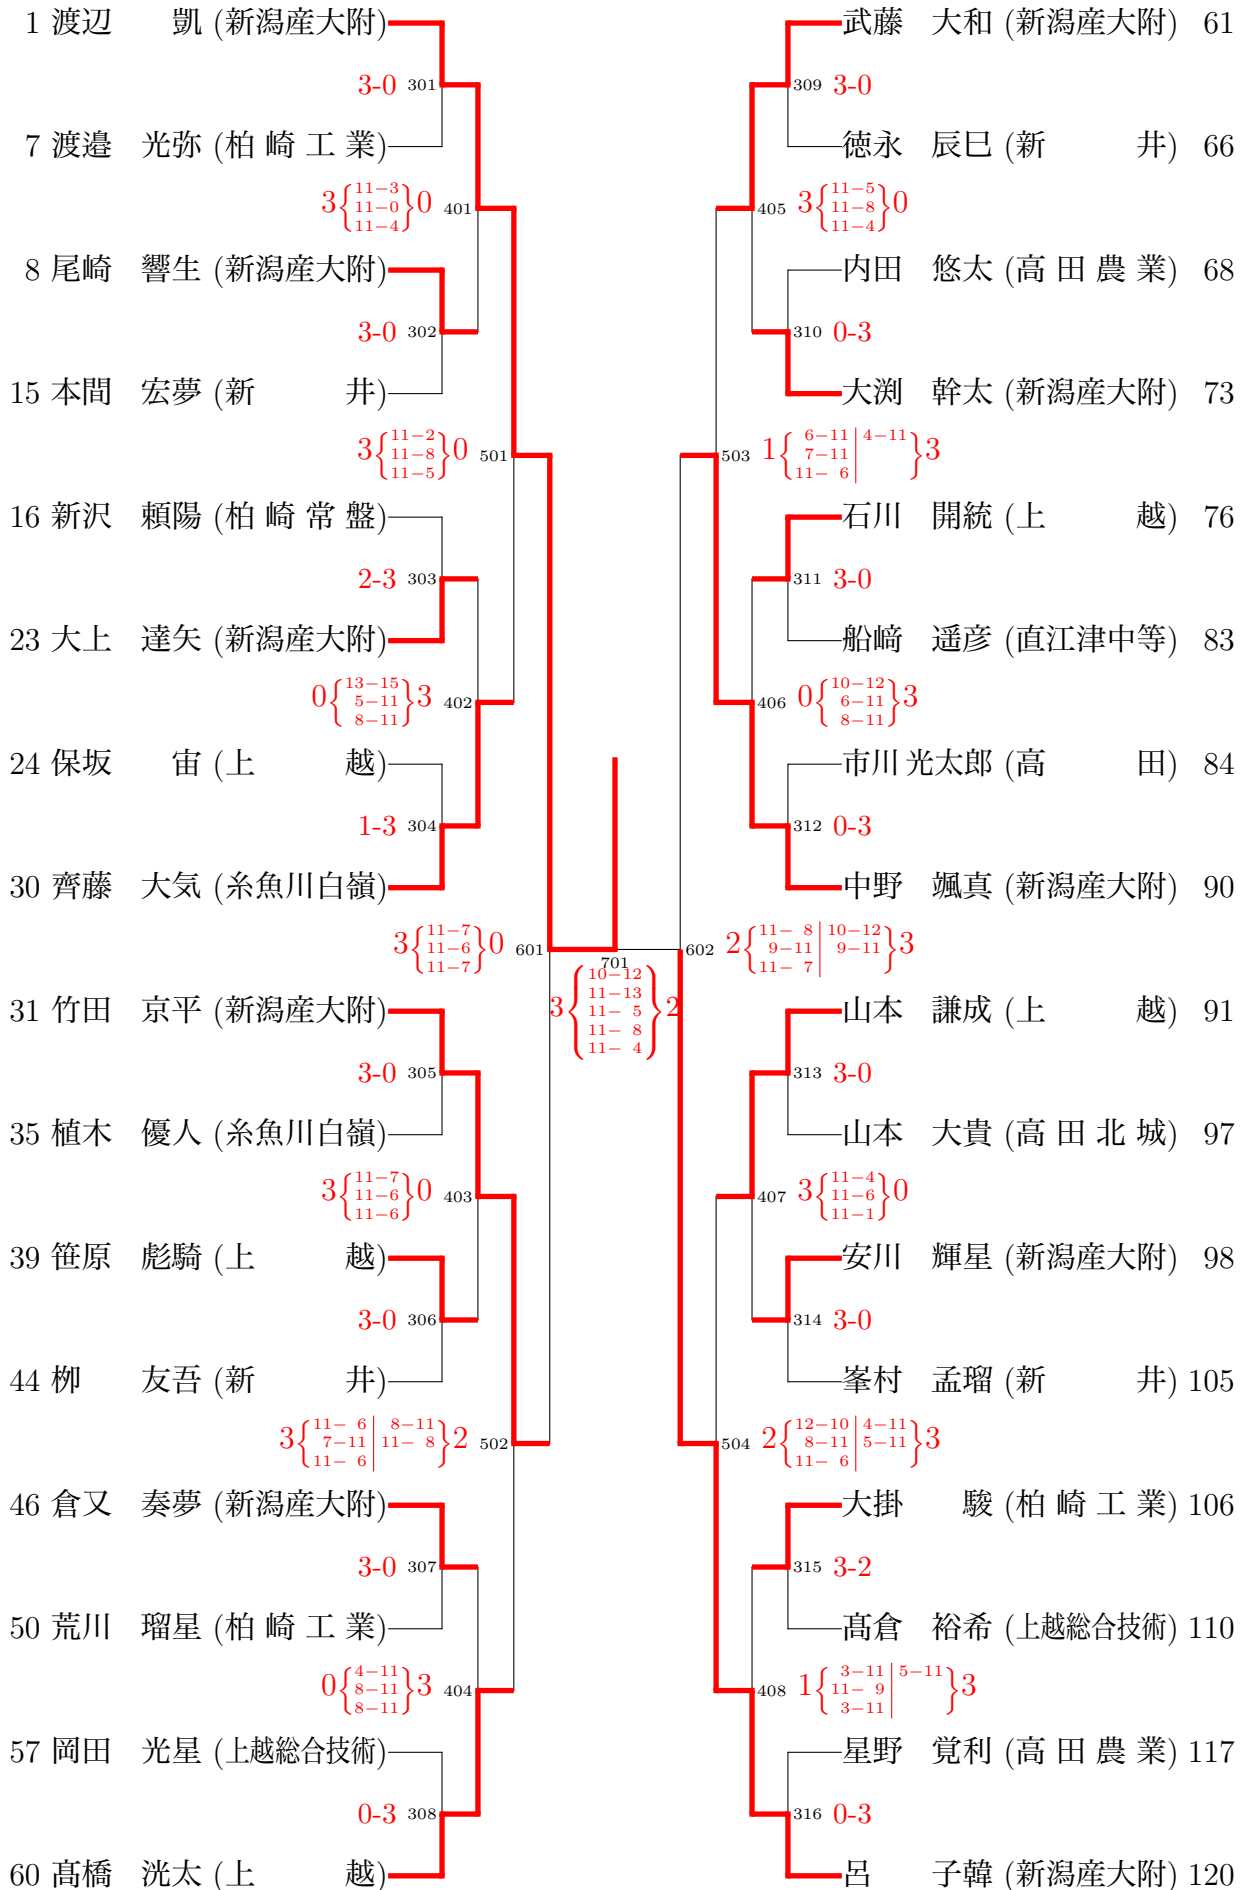 1 渡辺 凱 (新潟産大附)
3-0 301
7 渡邉 光弥 (柏崎工業)
3 11−3 11−0 11−4 0 401
8 尾崎 響生 (新潟産大附)
3-0 302
15 本間 宏夢 (新 井)
3 11−2 11−8 11−5 0 501
16 新沢 頼陽 (柏崎常盤)
2-3 303
23 大上 達矢 (新潟産大附)
0 13−15 5−11 8−11 3 402
24 保坂 宙 (上 越)
1-3 304
30 齊藤 大気 (糸魚川白嶺)
3 11−7 11−6 11−7 0 601
31 竹田 京平 (新潟産大附)
3-0 305
35 植木 優人 (糸魚川白嶺)
3 11−7 11−6 11−6 0 403
39 笹原 彪騎 (上 越)
3-0 306
44 栁 友吾 (新 井)
3 11− 6 7−11 11− 6 8−11 11− 8 2 502
46 倉又 奏夢 (新潟産大附)
3-0 307
50 荒川 瑠星 (柏崎工業)
0 4−11 8−11 8−11 3 404
57 岡田 光星 (上越総合技術)
0-3 308
60 髙橋 洸太 (上 越)
701
3 10−12 11−13 11− 5 11− 8 11− 4 2
武藤 大和 (新潟産大附) 61
309 3-0
徳永 辰巳 (新 井) 66
405 3 11−5 11−8 11−4 0
内田 悠太 (高田農業) 68
310 0-3
大渕 幹太 (新潟産大附) 73
503 1 6−11 7−11 11− 6 4−11 3
石川 開統 (上 越) 76
311 3-0
船﨑 遥彦 (直江津中等) 83
406 0 10−12 6−11 8−11 3
市川 光太郎 (高 田) 84
312 0-3
中野 颯真 (新潟産大附) 90
602 2 11− 8 9−11 11− 7 10−12 9−11 3
山本 謙成 (上 越) 91
313 3-0
山本 大貴 (高田北城) 97
407 3 11−4 11−6 11−1 0
安川 輝星 (新潟産大附) 98
314 3-0
峯村 孟瑠 (新 井) 105
504 2 12−10 8−11 11− 6 4−11 5−11 3
大掛 駿 (柏崎工業) 106
315 3-2
髙倉 裕希 (上越総合技術) 110
408 1 3−11 11− 9 3−11 5−11 3
星野 覚利 (高田農業) 117
316 0-3
呂 子韓 (新潟産大附) 120